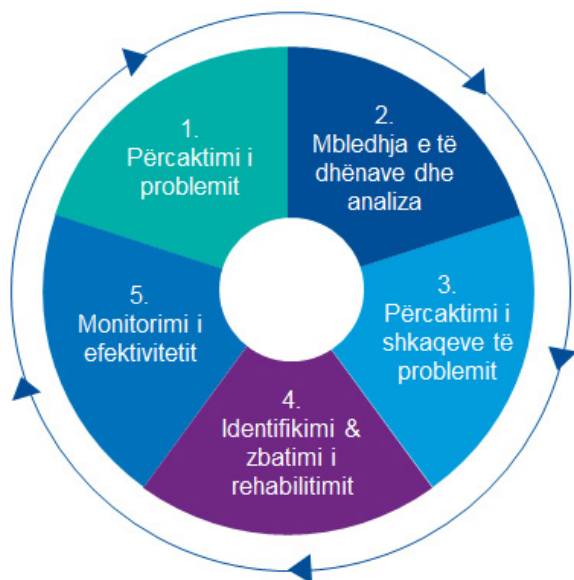 1.
Përcaktimi i
problemit
2.
Mbledhja e të
dhënave dhe
analiza
3.
Përcaktimi i
shkaqeve të
problemit
4.
Identifikimi &
zbatimi i
rehabilitimit
5.
Monitorimi i
efektivitetit